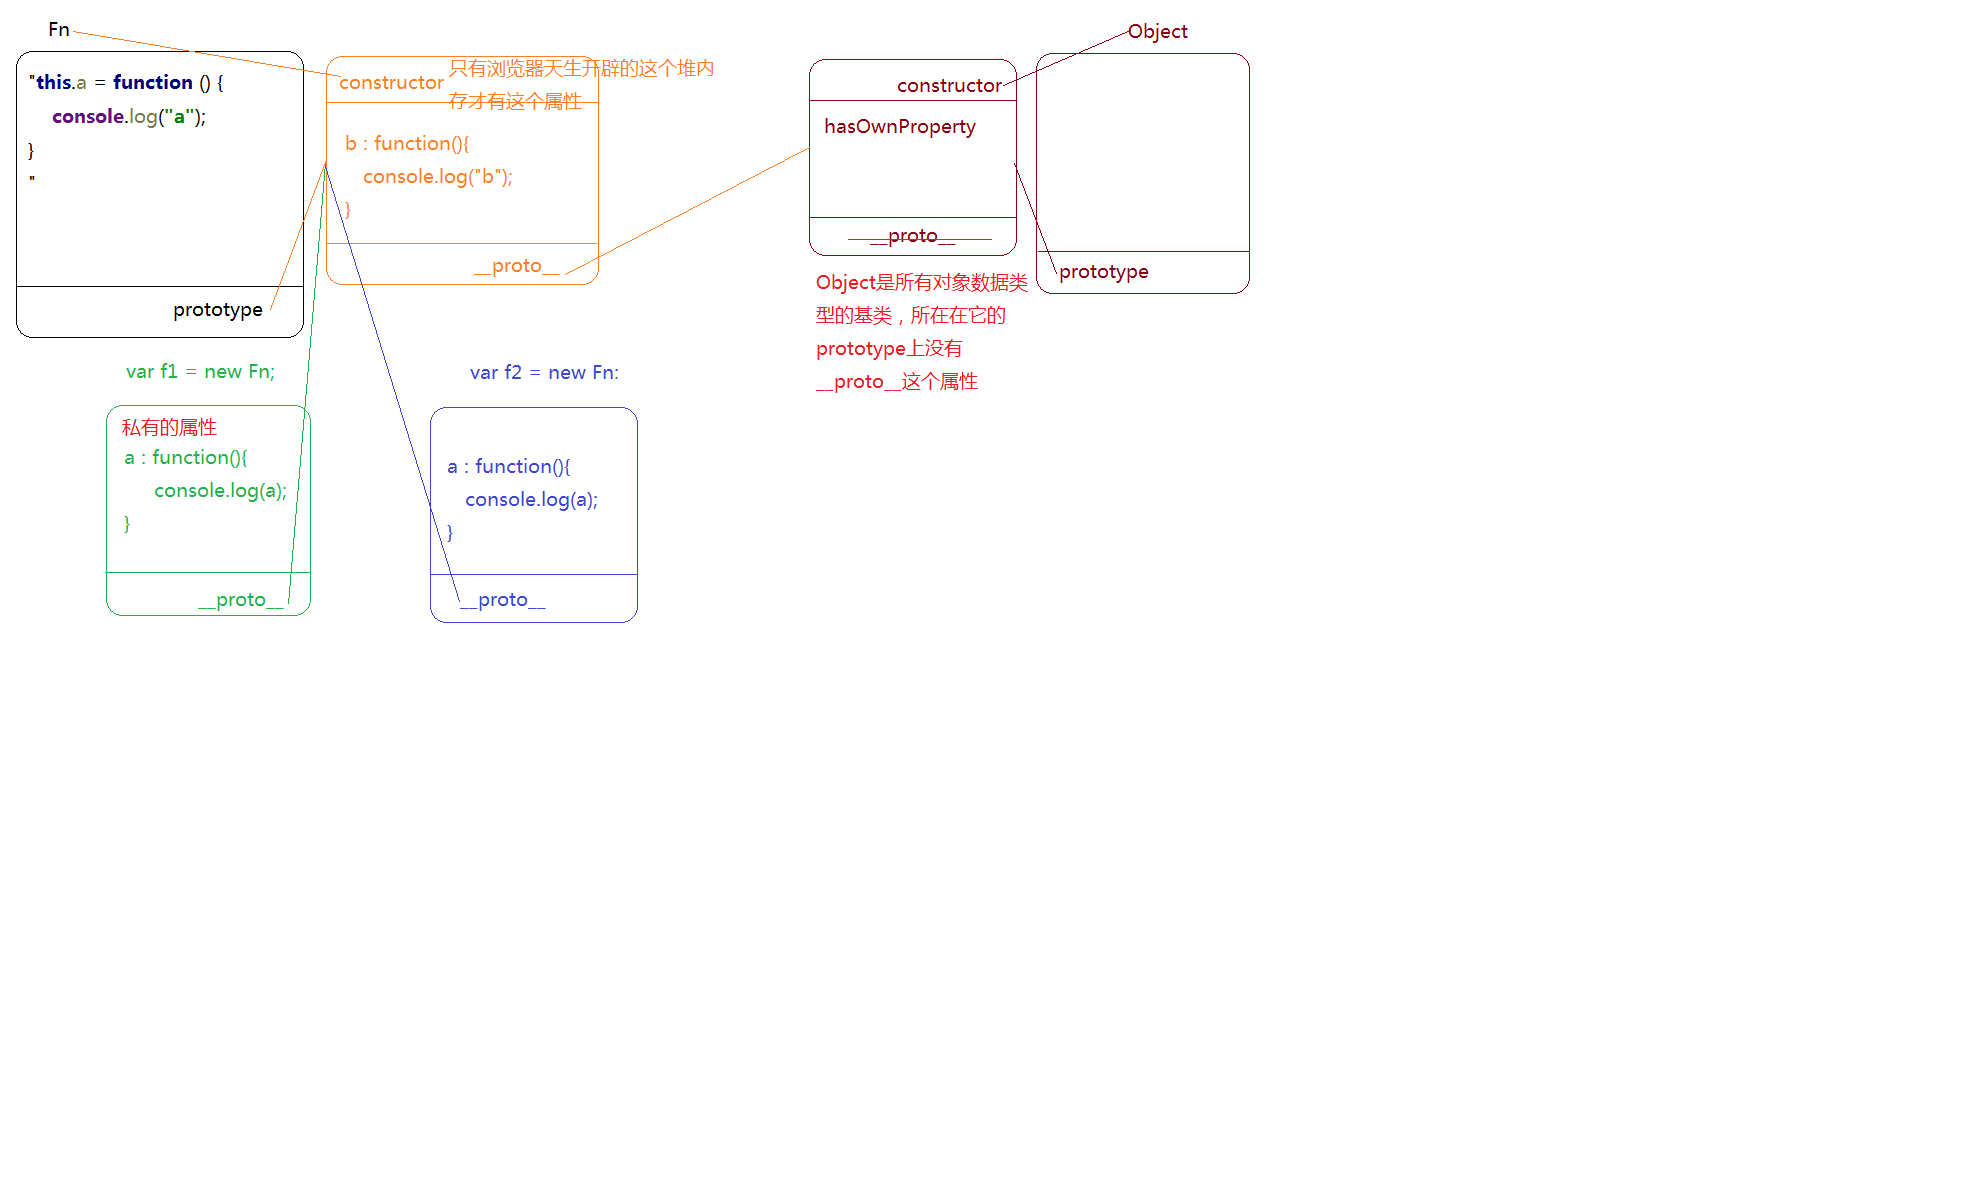 Fn
"this.a = function () {
console.log("a");
}
"
prototype
constructor
只有浏览器天生开辟的这个堆内
存才有这个属性
b : function(){
console.log("b");
}
__proto__
Object
constructor
hasOwnProperty
__proto__
prototype
Object是所有对象数据类
型的基类，所在在它的
prototype上没有
__proto__这个属性
var f1 = new Fn;
私有的属性
a : function(){
console.log(a);
}
__proto__
var f2 = new Fn:
a : function(){
console.log(a);
}
__proto__